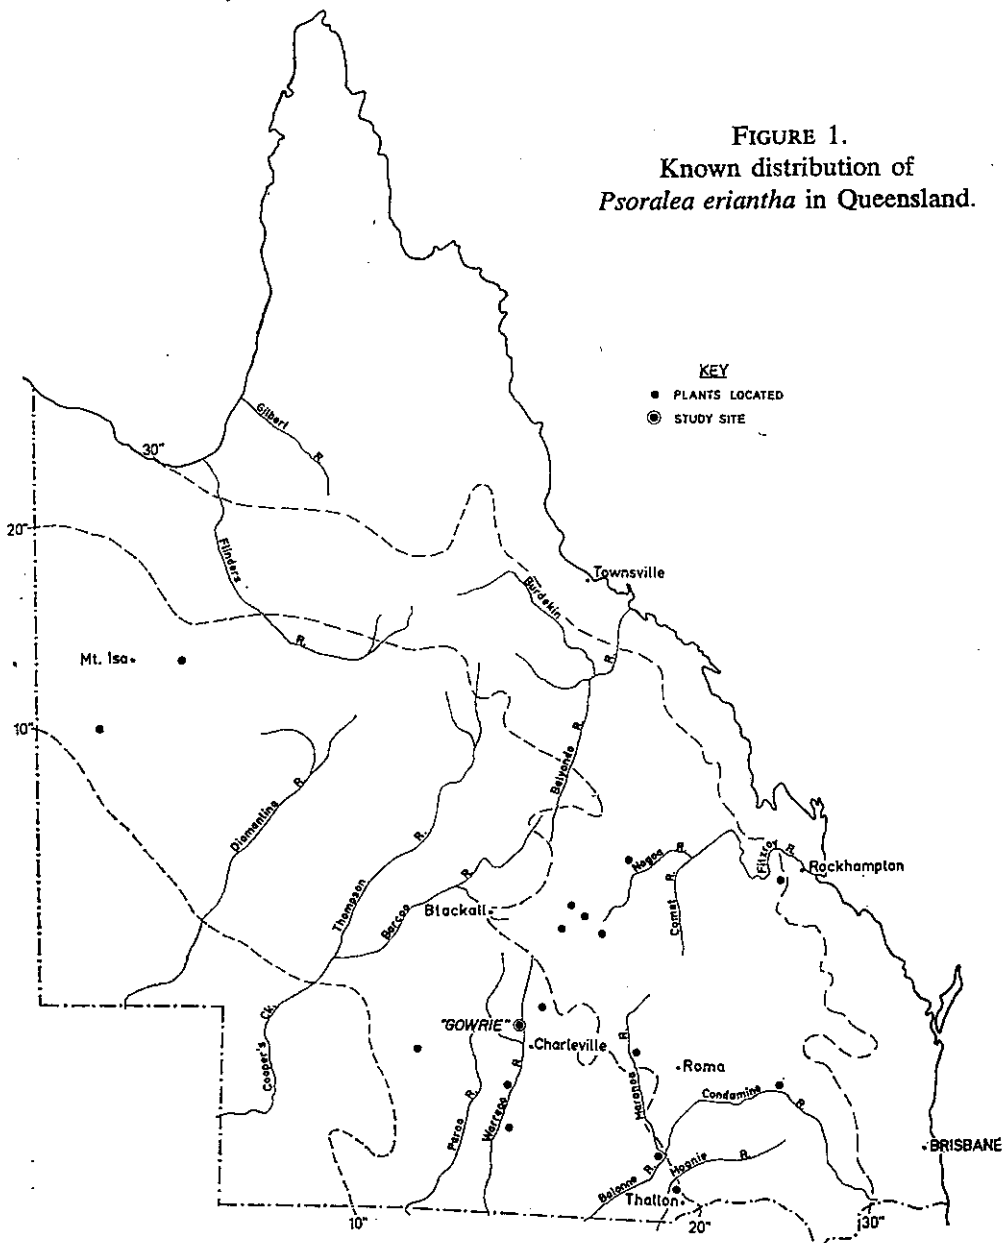 FIGURE 1.
Known distribution of
Psoralea eriantha in Queensland.
KEY
PLANTS LOCATED
STUDY SITE
Gilbert R.
30"
20"
Flinders R.
Townsville
Burdekin R.
Mt. Isa
10"
Belyando R.
Diamantina R.
Thompson R.
Barcoo R.
Blackall
Nogoa R.
Comet R.
Fitzroy R.
Rockhampton
Cooper's Ck.
"GOWRIE"
Charleville
Paroo R.
Warrego R.
Maranoa R.
Roma
Condamine R.
Balonne R.
Moonie R.
Thallon
BRISBANE
10"
20"
30"